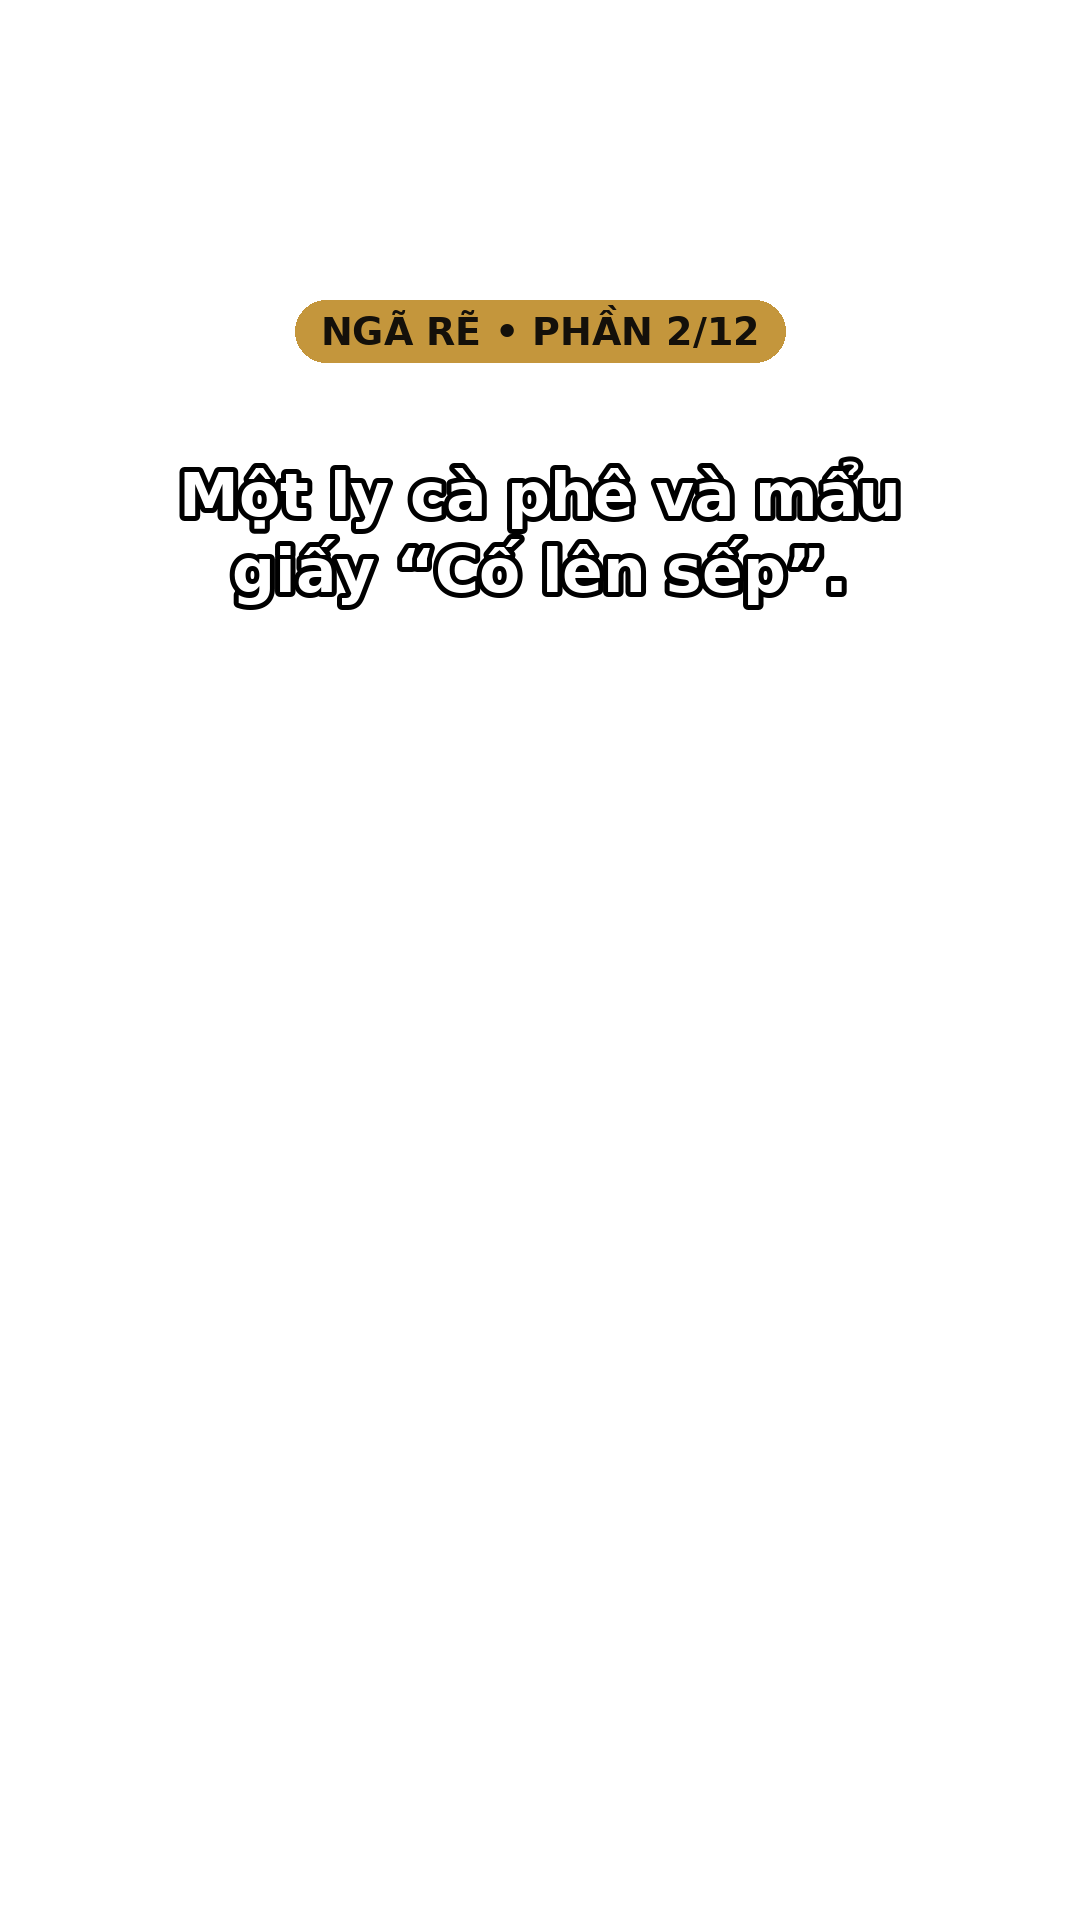 NGÃ RẼ • PHẦN 2/12
Một ly cà phê và mẩu
giấy “Cố lên sếp”.